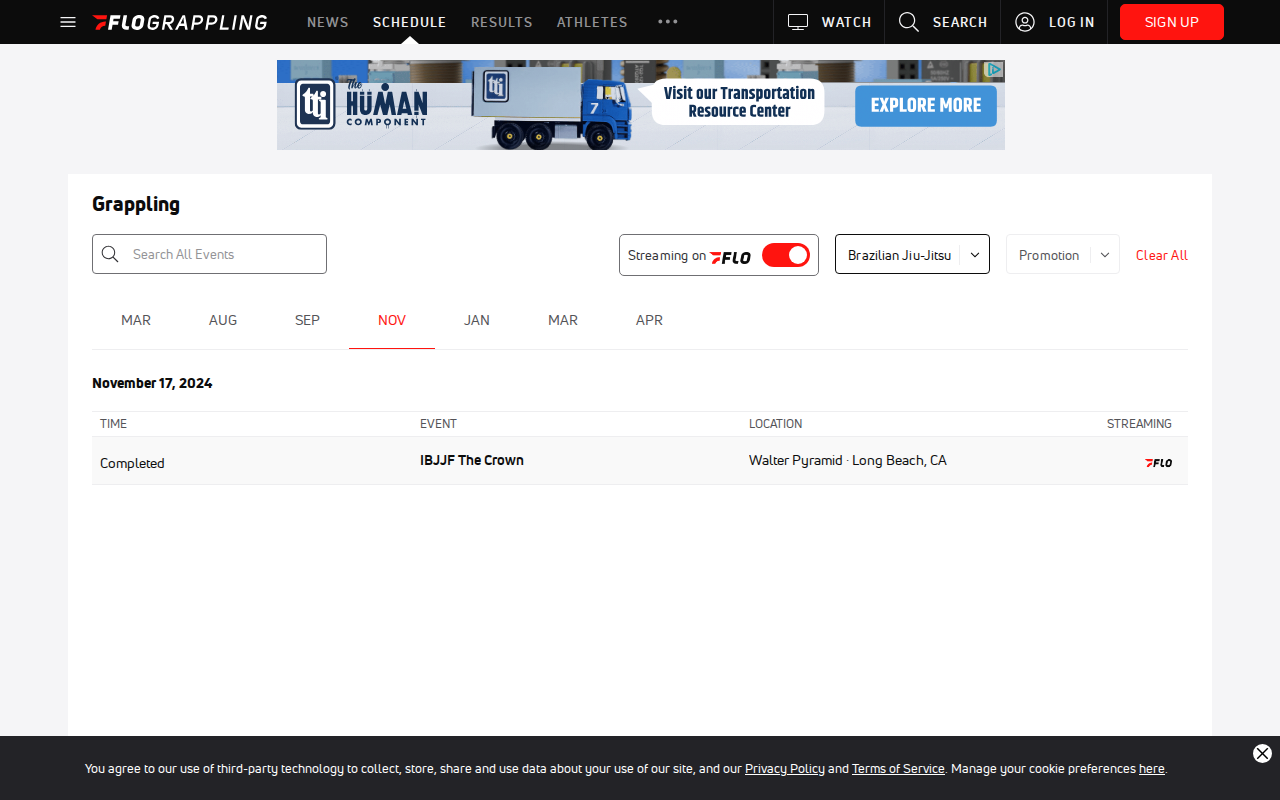 FLOGRAPPLING NEWS SCHEDULE RESULTS ATHLETES WATCH SEARCH LOG IN SIGN UP
ttj The HUMAN COMPONENT ttj 7 Visit our Transportation Resource Center EXPLORE MORE
Grappling
Search All Events Streaming on FLO Brazilian Jiu-Jitsu Promotion Clear All
MAR AUG SEP NOV JAN MAR APR
November 17, 2024
TIME EVENT LOCATION STREAMING
Completed IBJJF The Crown Walter Pyramid · Long Beach, CA FLO
You agree to our use of third-party technology to collect, store, share and use data about your use of our site, and our Privacy Policy and Terms of Service. Manage your cookie preferences here.